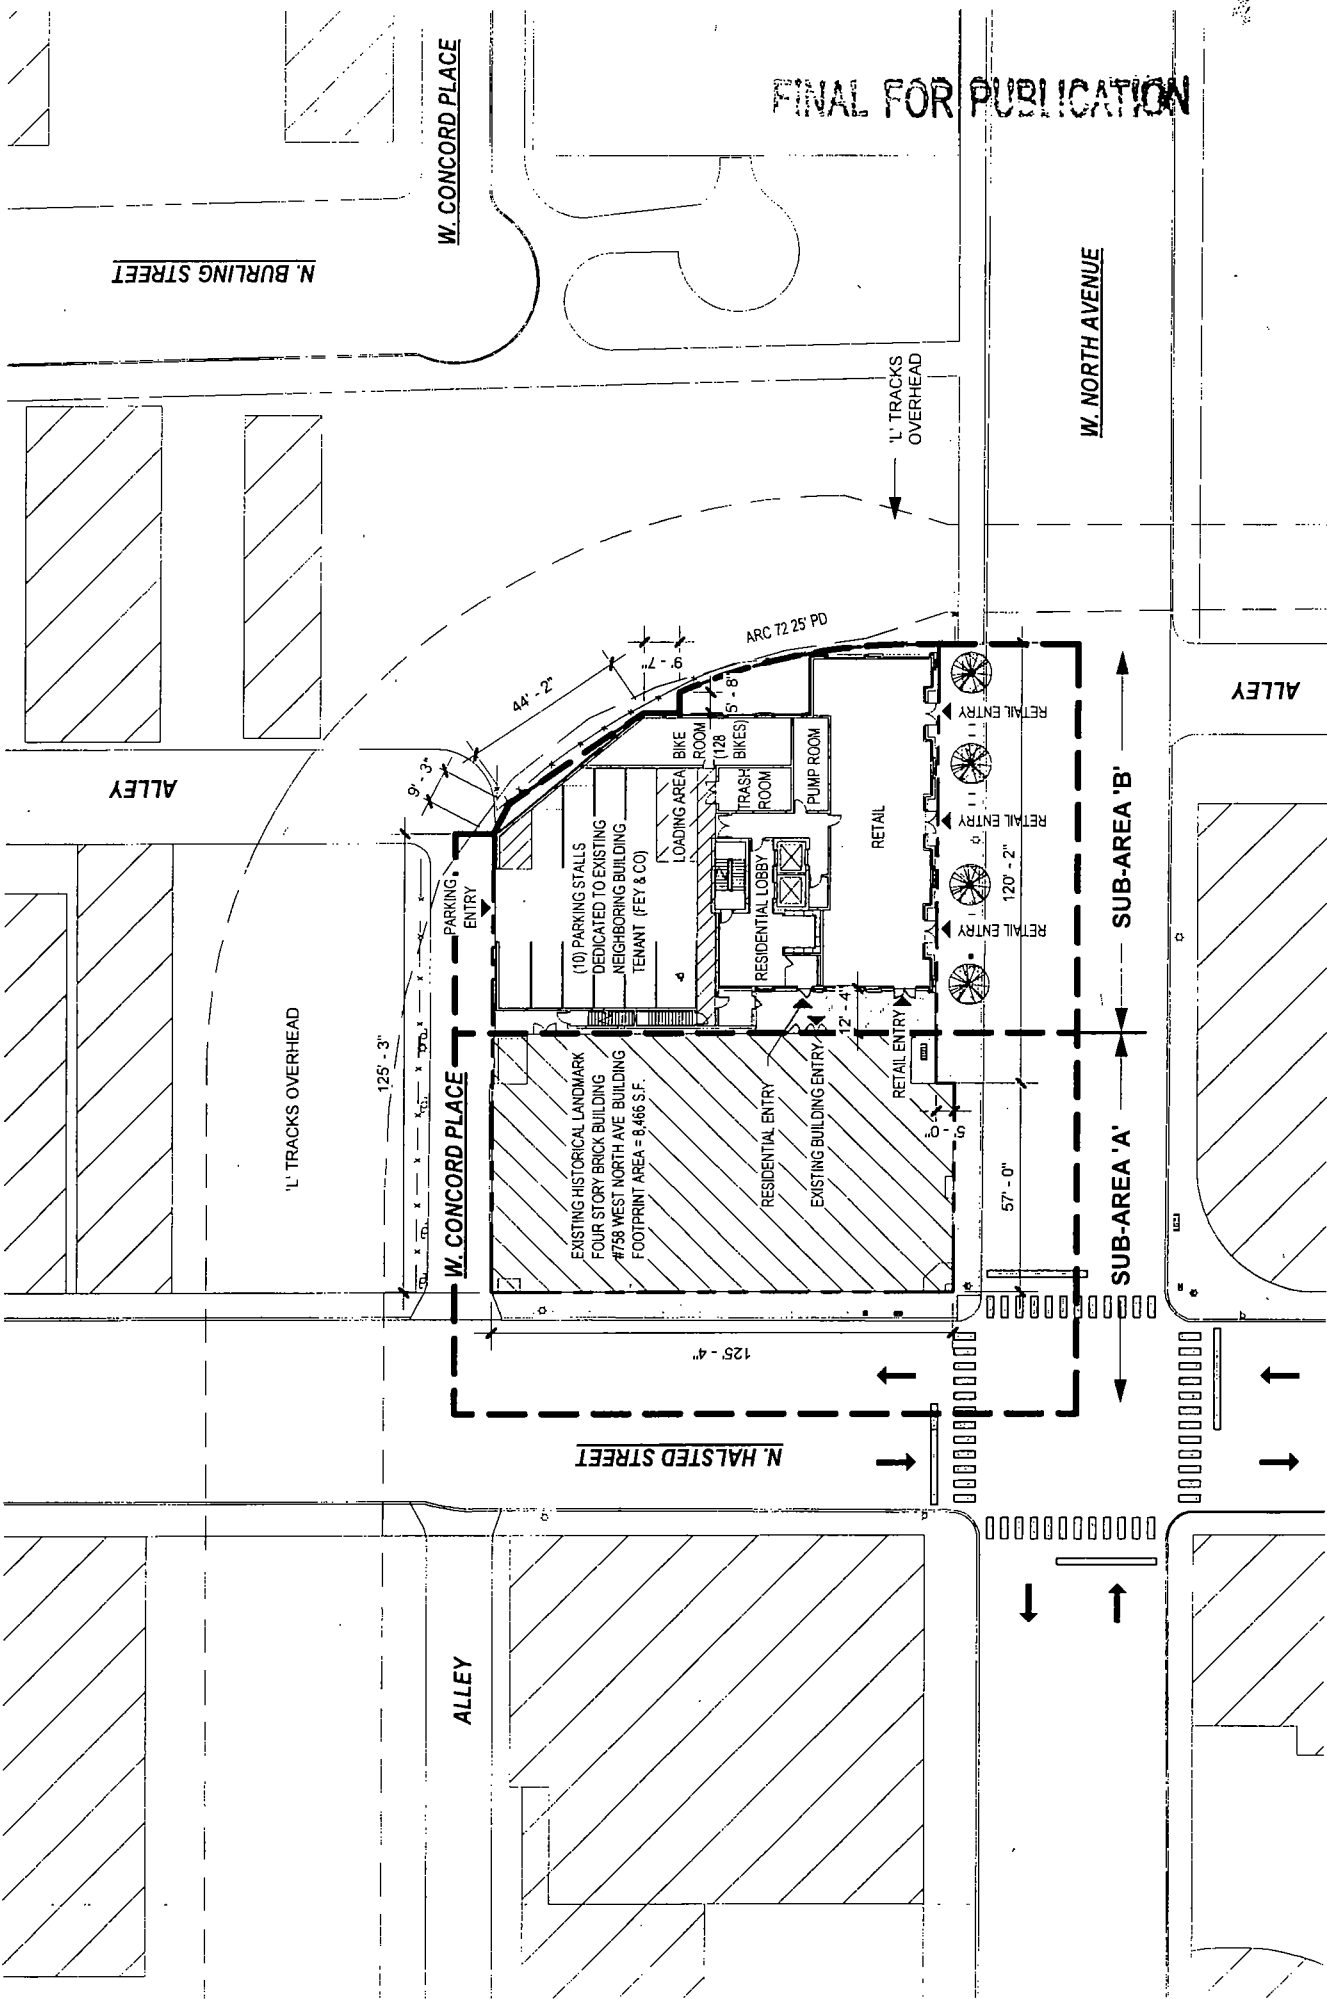 FINAL FOR PUBLICATION
W. CONCORD PLACE
N. BURLING STREET
W. NORTH AVENUE
'L' TRACKS
OVERHEAD
ALLEY
ALLEY
'L' TRACKS OVERHEAD
125' - 3"
9' - 3"
44' - 2"
9' - 7"
5' - 8"
ARC 72 25' PD
PARKING
ENTRY
W. CONCORD PLACE
(10) PARKING STALLS
DEDICATED TO EXISTING
NEIGHBORING BUILDING
TENANT (FEY & CO)
LOADING AREA
BIKE
ROOM
(128
BIKES)
TRASH
ROOM
PUMP ROOM
RESIDENTIAL LOBBY
RETAIL
RETAIL ENTRY
RETAIL ENTRY
RETAIL ENTRY
120' - 2"
SUB-AREA 'B'
EXISTING HISTORICAL LANDMARK
FOUR STORY BRICK BUILDING
#758 WEST NORTH AVE BUILDING
FOOTPRINT AREA = 8,466 S.F.
RESIDENTIAL ENTRY
EXISTING BUILDING ENTRY
12' - 4"
RETAIL ENTRY
5' - 0"
57' - 0"
SUB-AREA 'A'
125' - 4"
N. HALSTED STREET
ALLEY